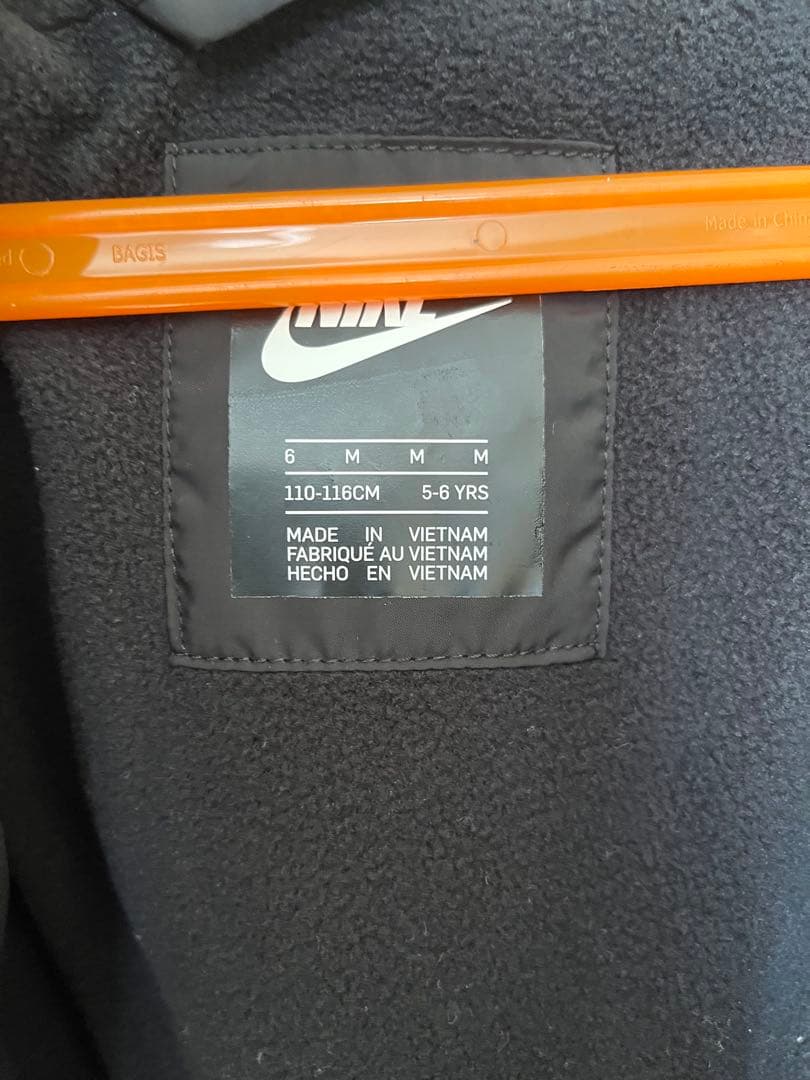 BAGIS
Made in Chin
NIKE
6 M M M
110-116CM 5-6 YRS
MADE IN VIETNAM
FABRIQUÉ AU VIETNAM
HECHO EN VIETNAM